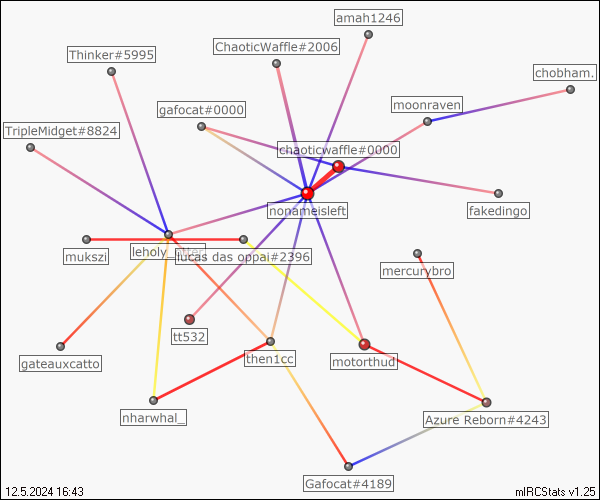 amah1246
ChaoticWaffle#2006
Thinker#5995
chobham.
moonraven
gafocat#0000
TripleMidget#8824
chaoticwaffle#0000
nonameisleft
fakedingo
leholy_
mukszi
lucas das oppai#2396
mercurybro
tt532
then1cc
motorthud
gateauxcatto
nharwhal_
Azure Reborn#4243
Gafocat#4189
12.5.2024 16:43
mIRCStats v1.25